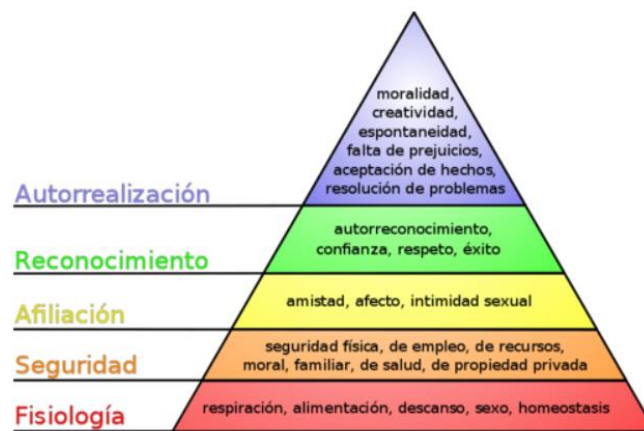 moralidad,
creatividad,
espontaneidad,
falta de prejuicios,
aceptación de hechos,
resolución de problemas
Autorrealización
autorreconocimiento,
confianza, respeto, éxito
Reconocimiento
amistad, afecto, intimidad sexual
Afiliación
seguridad física, de empleo, de recursos,
moral, familiar, de salud, de propiedad privada
Seguridad
respiración, alimentación, descanso, sexo, homeostasis
Fisiología